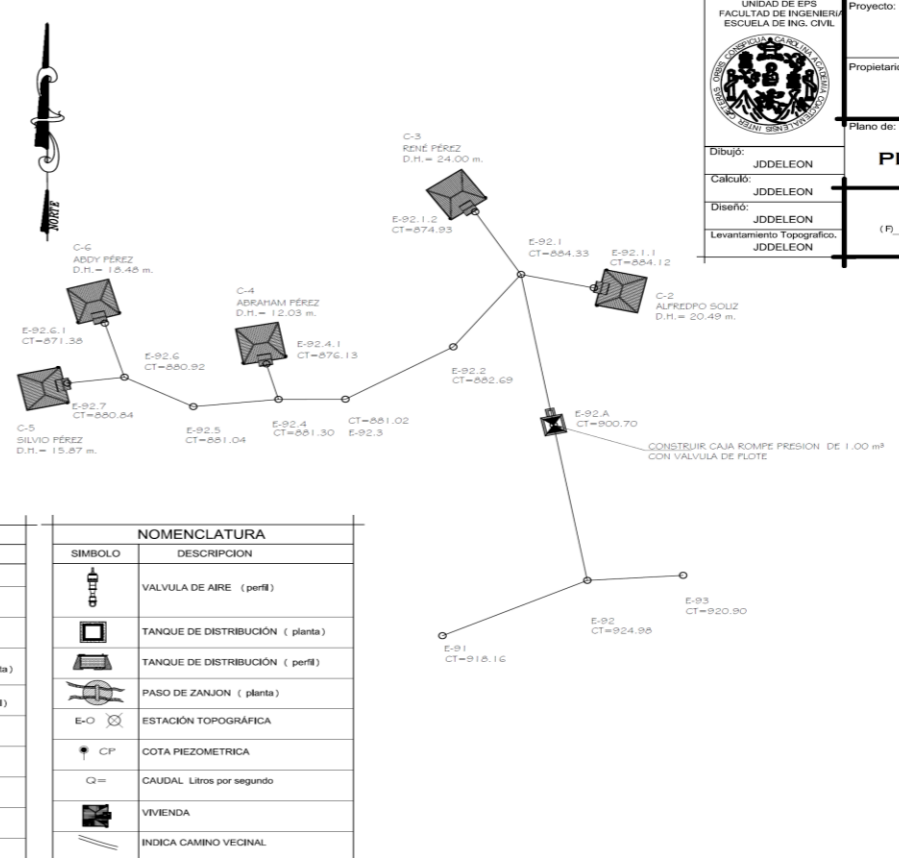 UNIDAD DE EPS
FACULTAD DE INGENIERÍA
ESCUELA DE ING. CIVIL
Dibujó:
JDDELEON
Calculó:
JDDELEON
Diseñó:
JDDELEON
Levantamiento Topografico.
JDDELEON
Proyecto:
Plano de:
(F)
NORTE
C-3
RENÉ PÉREZ
D.H.= 24.00 m.
E-92.1.2
CT=874.93
E-92.1
CT=884.33
E-92.1.1
CT=884.12
C-2
ALFREDPO SOUZ
D.H.= 20.49 m.
C-6
ABDY PÉREZ
D.H.= 18.48 m.
C-4
ABRAHAM PÉREZ
D.H.= 12.03 m.
E-92.6.1
CT=871.38
E-92.6
CT=880.92
E-92.4.1
CT=876.13
E-92.2
CT=882.69
E-92.7
CT=880.84
C-5
SILVIO PÉREZ
D.H.= 15.87 m.
E-92.5
CT=881.04
E-92.4
CT=881.30
CT=881.02
E-92.3
E-92.A
CT=900.70
CONSTRUIR CAJA ROMPE PRESION DE 1.00 m³
CON VALVULA DE FLOTE
E-93
CT=920.90
E-92
CT=924.98
E-91
CT=918.16
NOMENCLATURA
SIMBOLO DESCRIPCION
VALVULA DE AIRE (perfil)
TANQUE DE DISTRIBUCIÓN ( planta)
TANQUE DE DISTRIBUCIÓN ( perfil)
PASO DE ZANJON ( planta)
E-O ESTACIÓN TOPOGRÁFICA
CP COTA PIEZOMETRICA
Q= CAUDAL Litros por segundo
VIVIENDA
INDICA CAMINO VECINAL